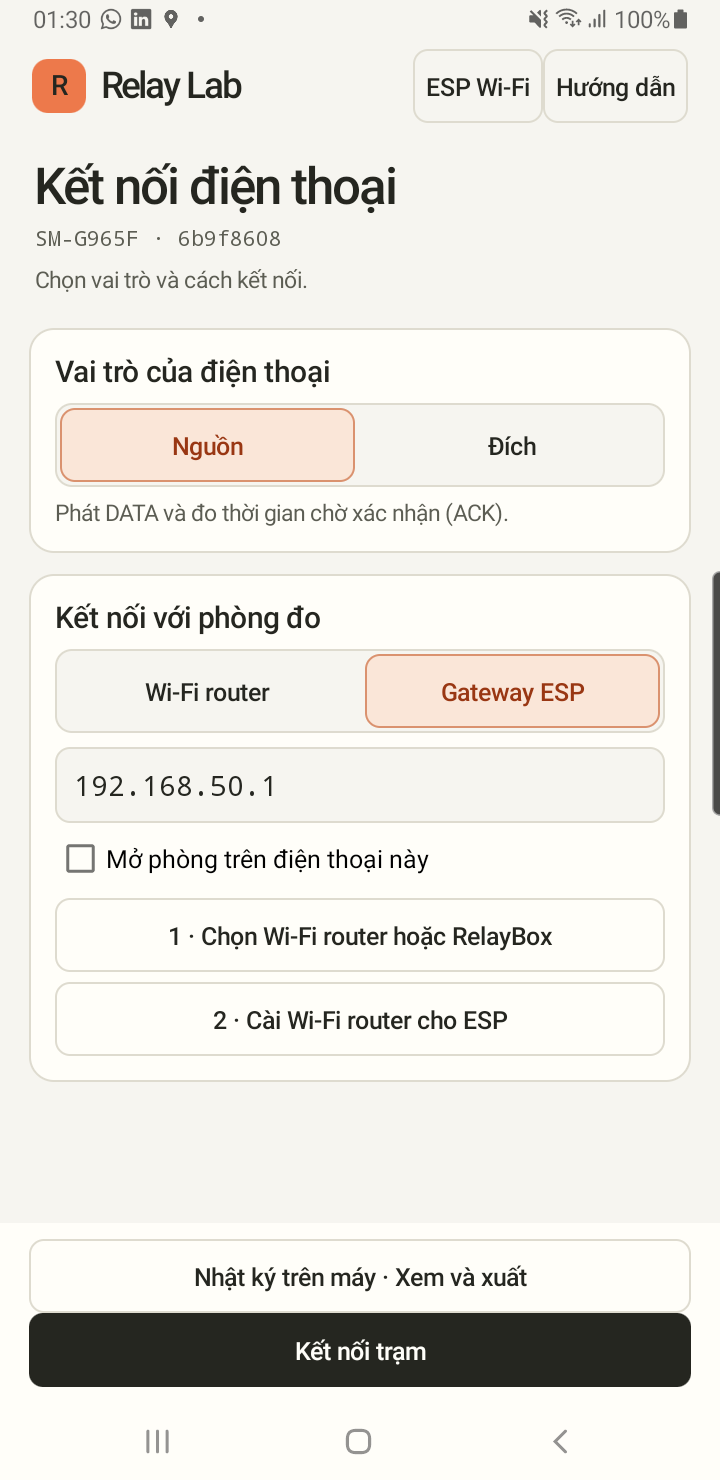 01:30
100%
R Relay Lab
ESP Wi-Fi
Hướng dẫn
Kết nối điện thoại
SM-G965F · 6b9f8608
Chọn vai trò và cách kết nối.
Vai trò của điện thoại
Nguồn
Đích
Phát DATA và đo thời gian chờ xác nhận (ACK).
Kết nối với phòng đo
Wi-Fi router
Gateway ESP
192.168.50.1
Mở phòng trên điện thoại này
1 · Chọn Wi-Fi router hoặc RelayBox
2 · Cài Wi-Fi router cho ESP
Nhật ký trên máy · Xem và xuất
Kết nối trạm